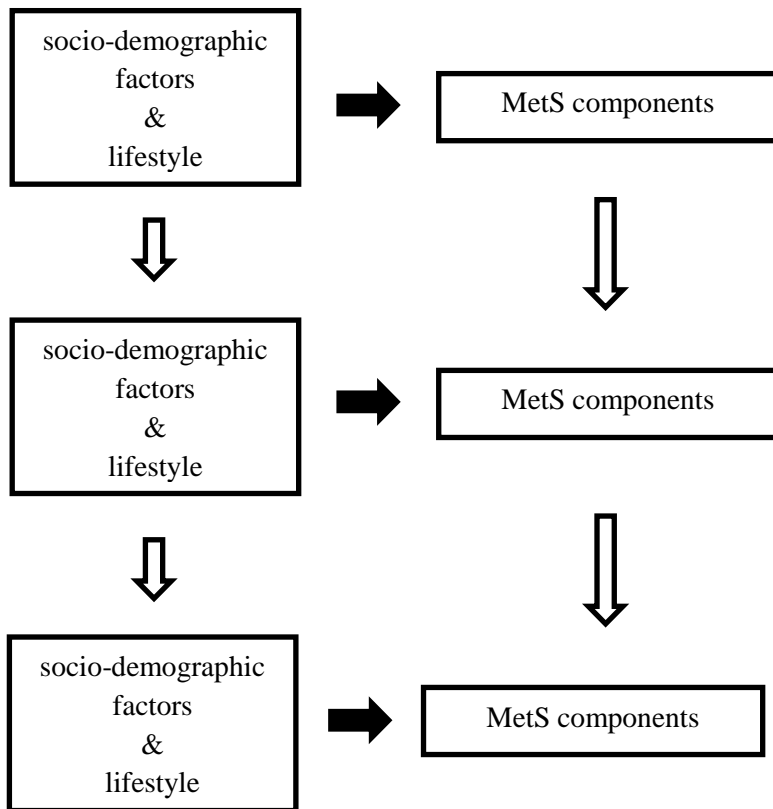 socio-demographic
factors
&
lifestyle
MetS components
socio-demographic
factors
&
lifestyle
MetS components
socio-demographic
factors
&
lifestyle
MetS components